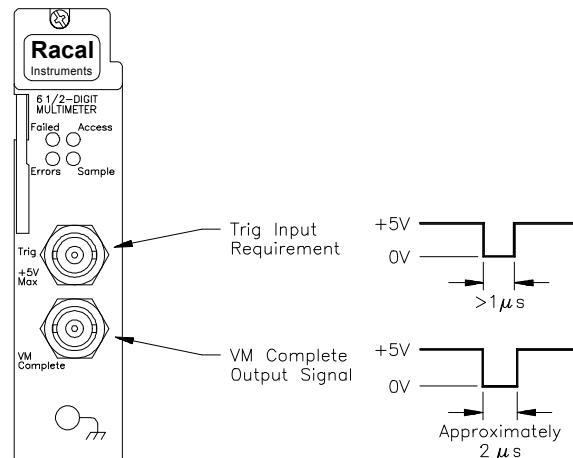 Racal
Instruments
6 1/2-DIGIT
MULTIMETER
Failed Access
Errors Sample
Trig
+5V
Max
VM
Complete
Trig Input
Requirement
+5V
0V
>1μs
VM Complete
Output Signal
+5V
0V
Approximately
2 μs